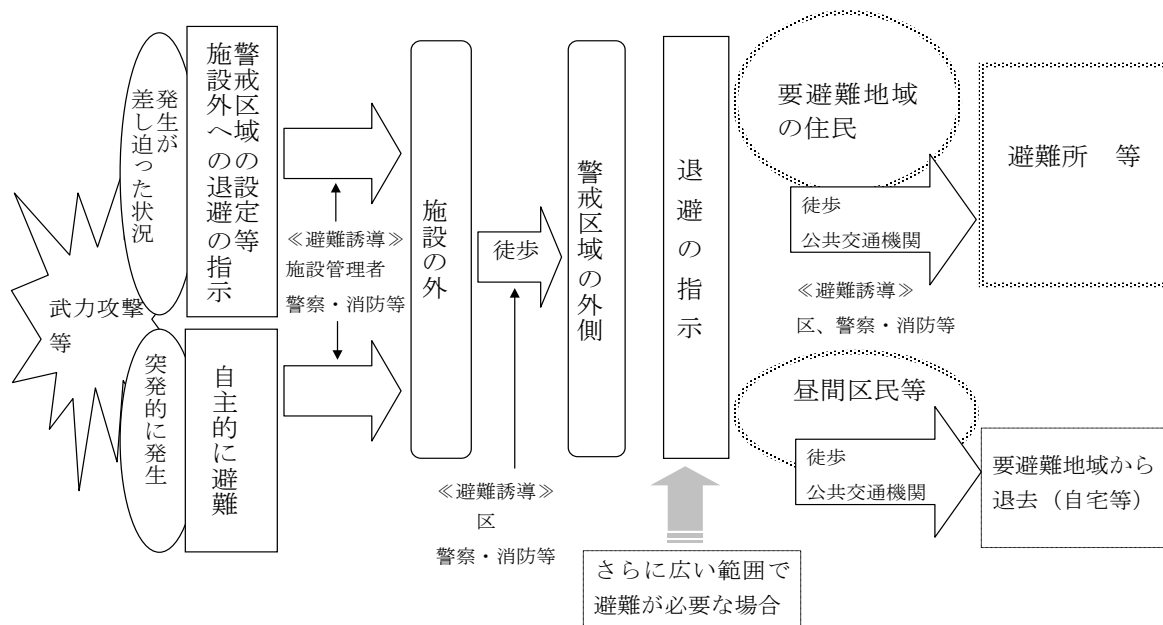 武力攻撃
等
発生が
差し迫った状況
警戒区域の設定等
施設外への退避の指示
突発的に発生
自主的に避難
≪避難誘導≫
施設管理者
警察・消防等
施設の外
徒歩
≪避難誘導≫
区
警察・消防等
警戒区域の外側
退避の指示
さらに広い範囲で
避難が必要な場合
要避難地域
の住民
徒歩
公共交通機関
≪避難誘導≫
区、警察・消防等
避難所　等
昼間区民等
徒歩
公共交通機関
要避難地域から
退去（自宅等）